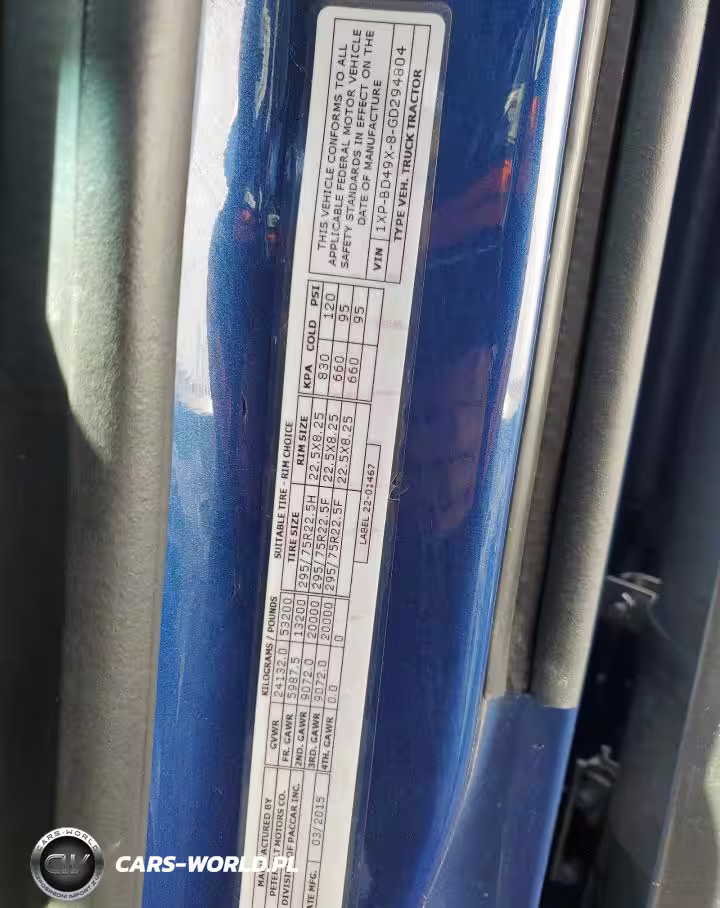 MANUFACTURED BY
PETERBILT MOTORS CO.
DIVISION OF PACCAR INC.
DATE MFG. 03/2015
KILOGRAMS / POUNDS
GVWR 24132.0 53200
FR. GAWR 5987.5 13200
2ND. GAWR 9072.0 20000
3RD. GAWR 9072.0 20000
4TH. GAWR 0.0 0
SUITABLE TIRE - RIM CHOICE
TIRE SIZE RIM SIZE KPA COLD PSI
295/75R22.5H 22.5X8.25 830 120
295/75R22.5F 22.5X8.25 660 95
295/75R22.5F 22.5X8.25 660 95
LABEL 22-01467
THIS VEHICLE CONFORMS TO ALL
APPLICABLE FEDERAL MOTOR VEHICLE
SAFETY STANDARDS IN EFFECT ON THE
DATE OF MANUFACTURE
VIN 1XP-BD49X-8-GD294804
TYPE VEH. TRUCK TRACTOR
CARS-WORLD
CW
CARS-WORLD.PL